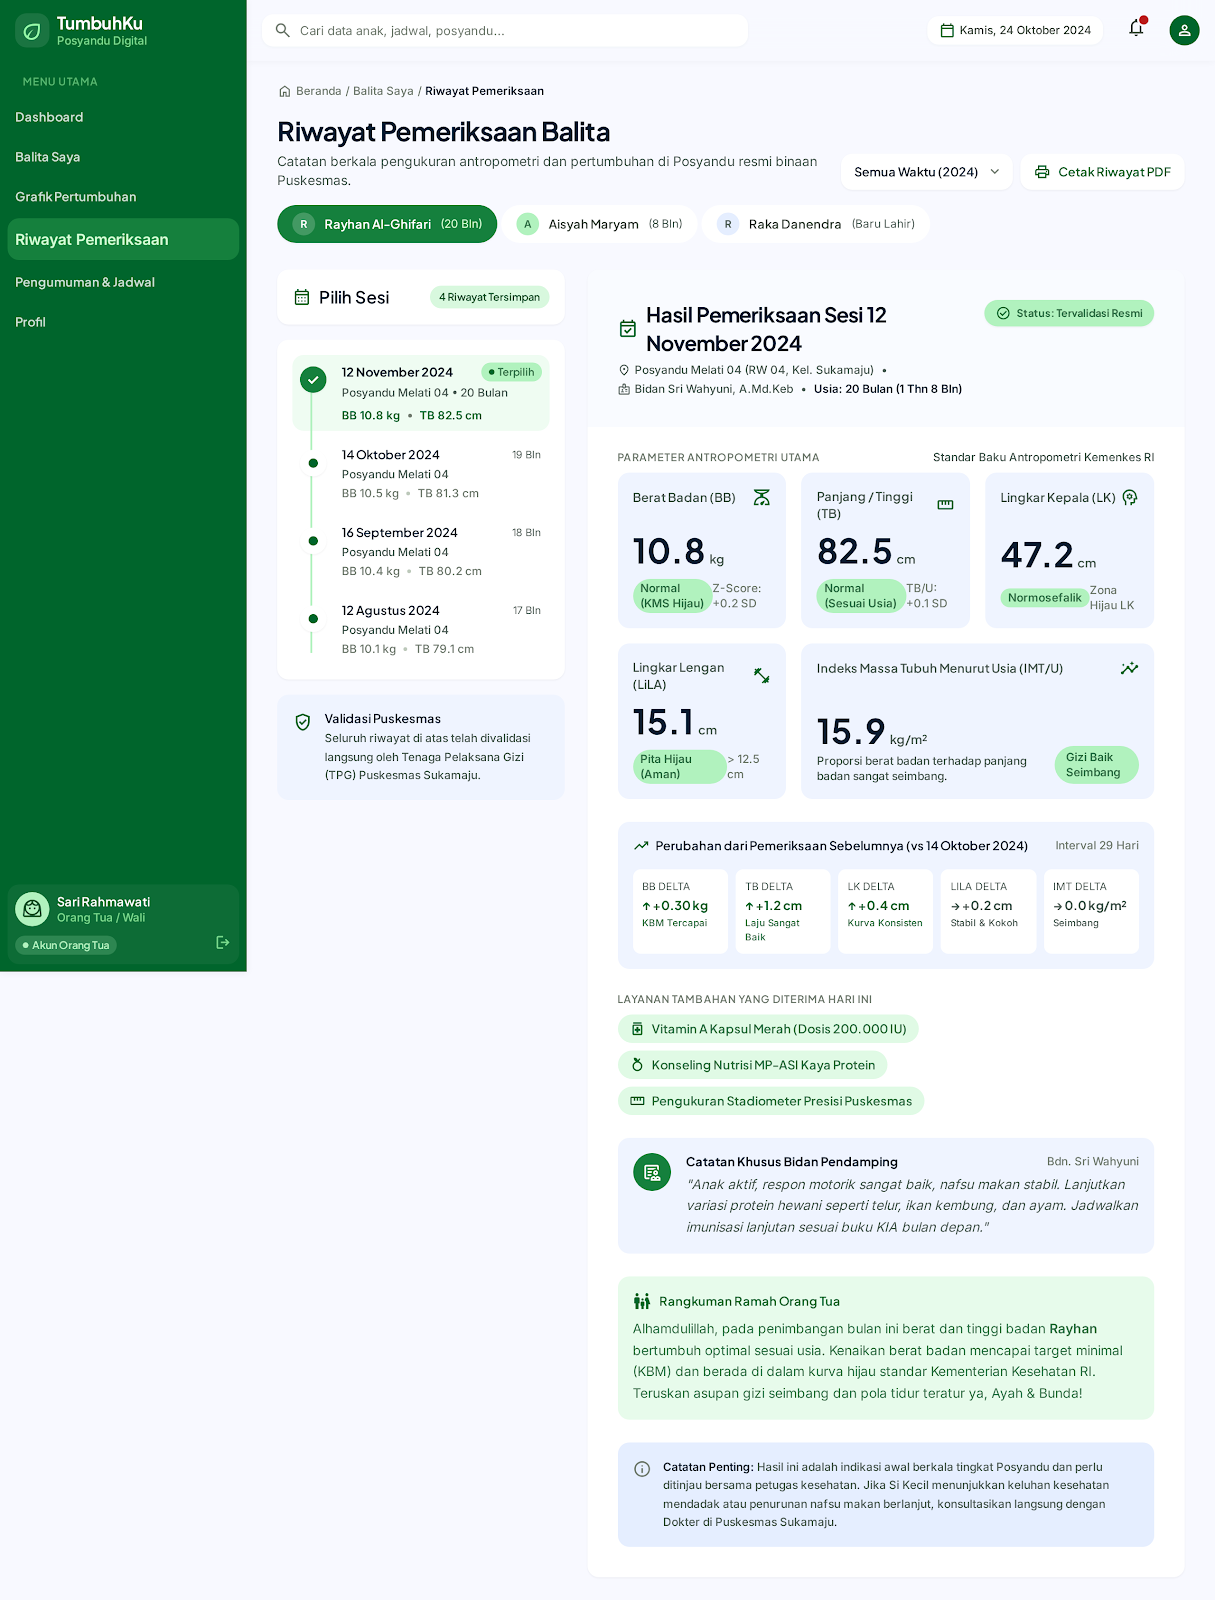 TumbuhKu
Posyandu Digital
MENU UTAMA
Dashboard
Balita Saya
Grafik Pertumbuhan
Riwayat Pemeriksaan
Pengumuman & Jadwal
Profil
Sari Rahmawati
Orang Tua / Wali
Akun Orang Tua
Cari data anak, jadwal, posyandu...
Kamis, 24 Oktober 2024
Beranda / Balita Saya / Riwayat Pemeriksaan
Riwayat Pemeriksaan Balita
Catatan berkala pengukuran antropometri dan pertumbuhan di Posyandu resmi binaan
Puskesmas.
Semua Waktu (2024)
Cetak Riwayat PDF
R Rayhan Al-Ghifari (20 Bln)
A Aisyah Maryam (8 Bln)
R Raka Danendra (Baru Lahir)
Pilih Sesi
4 Riwayat Tersimpan
12 November 2024
• Terpilih
Posyandu Melati 04 • 20 Bulan
BB 10.8 kg • TB 82.5 cm
14 Oktober 2024 19 Bln
Posyandu Melati 04
BB 10.5 kg • TB 81.3 cm
16 September 2024 18 Bln
Posyandu Melati 04
BB 10.4 kg • TB 80.2 cm
12 Agustus 2024 17 Bln
Posyandu Melati 04
BB 10.1 kg • TB 79.1 cm
Validasi Puskesmas
Seluruh riwayat di atas telah divalidasi
langsung oleh Tenaga Pelaksana Gizi
(TPG) Puskesmas Sukamaju.
Hasil Pemeriksaan Sesi 12
November 2024
Status: Tervalidasi Resmi
Posyandu Melati 04 (RW 04, Kel. Sukamaju) •
Bidan Sri Wahyuni, A.Md.Keb • Usia: 20 Bulan (1 Thn 8 Bln)
PARAMETER ANTROPOMETRI UTAMA
Standar Baku Antropometri Kemenkes RI
Berat Badan (BB)
10.8 kg
Normal
(KMS Hijau)
Z-Score:
+0.2 SD
Panjang / Tinggi
(TB)
82.5 cm
Normal
(Sesuai Usia)
TB/U:
+0.1 SD
Lingkar Kepala (LK)
47.2 cm
Normosefalik
Zona
Hijau LK
Lingkar Lengan
(LiLA)
15.1 cm
Pita Hijau
(Aman)
> 12.5
cm
Indeks Massa Tubuh Menurut Usia (IMT/U)
15.9 kg/m²
Proporsi berat badan terhadap panjang
badan sangat seimbang.
Gizi Baik
Seimbang
Perubahan dari Pemeriksaan Sebelumnya (vs 14 Oktober 2024)
Interval 29 Hari
BB DELTA
↑ +0.30 kg
KBM Tercapai
TB DELTA
↑ +1.2 cm
Laju Sangat
Baik
LK DELTA
↑ +0.4 cm
Kurva Konsisten
LILA DELTA
→ +0.2 cm
Stabil & Kokoh
IMT DELTA
→ 0.0 kg/m²
Seimbang
LAYANAN TAMBAHAN YANG DITERIMA HARI INI
Vitamin A Kapsul Merah (Dosis 200.000 IU)
Konseling Nutrisi MP-ASI Kaya Protein
Pengukuran Stadiometer Presisi Puskesmas
Catatan Khusus Bidan Pendamping
Bdn. Sri Wahyuni
"Anak aktif, respon motorik sangat baik, nafsu makan stabil. Lanjutkan
variasi protein hewani seperti telur, ikan kembung, dan ayam. Jadwalkan
imunisasi lanjutan sesuai buku KIA bulan depan."
Rangkuman Ramah Orang Tua
Alhamdulillah, pada penimbangan bulan ini berat dan tinggi badan Rayhan
bertumbuh optimal sesuai usia. Kenaikan berat badan mencapai target minimal
(KBM) dan berada di dalam kurva hijau standar Kementerian Kesehatan RI.
Teruskan asupan gizi seimbang dan pola tidur teratur ya, Ayah & Bunda!
Catatan Penting: Hasil ini adalah indikasi awal berkala tingkat Posyandu dan perlu
ditinjau bersama petugas kesehatan. Jika Si Kecil menunjukkan keluhan kesehatan
mendadak atau penurunan nafsu makan berlanjut, konsultasikan langsung dengan
Dokter di Puskesmas Sukamaju.